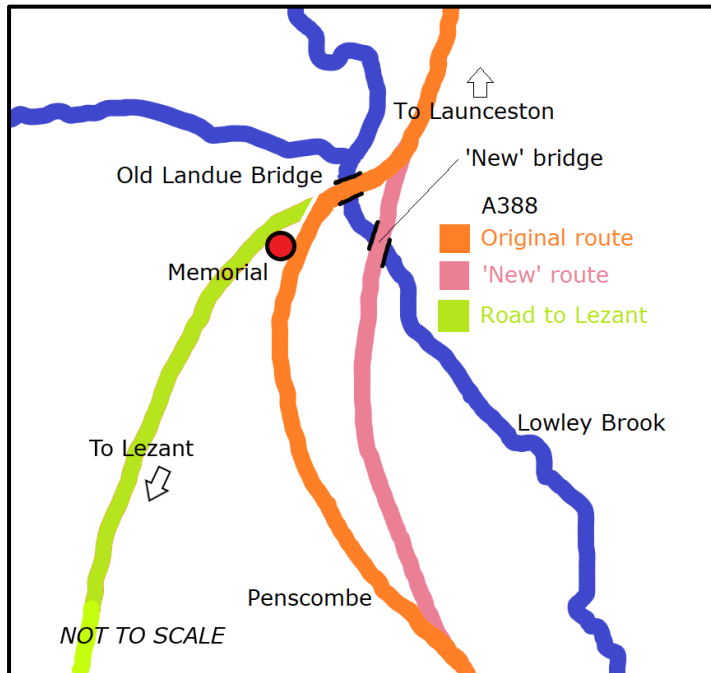 To Launceston
'New' bridge
Old Landue Bridge
A388
Original route
Memorial
'New' route
Road to Lezant
Lowley Brook
To Lezant
Penscombe
NOT TO SCALE